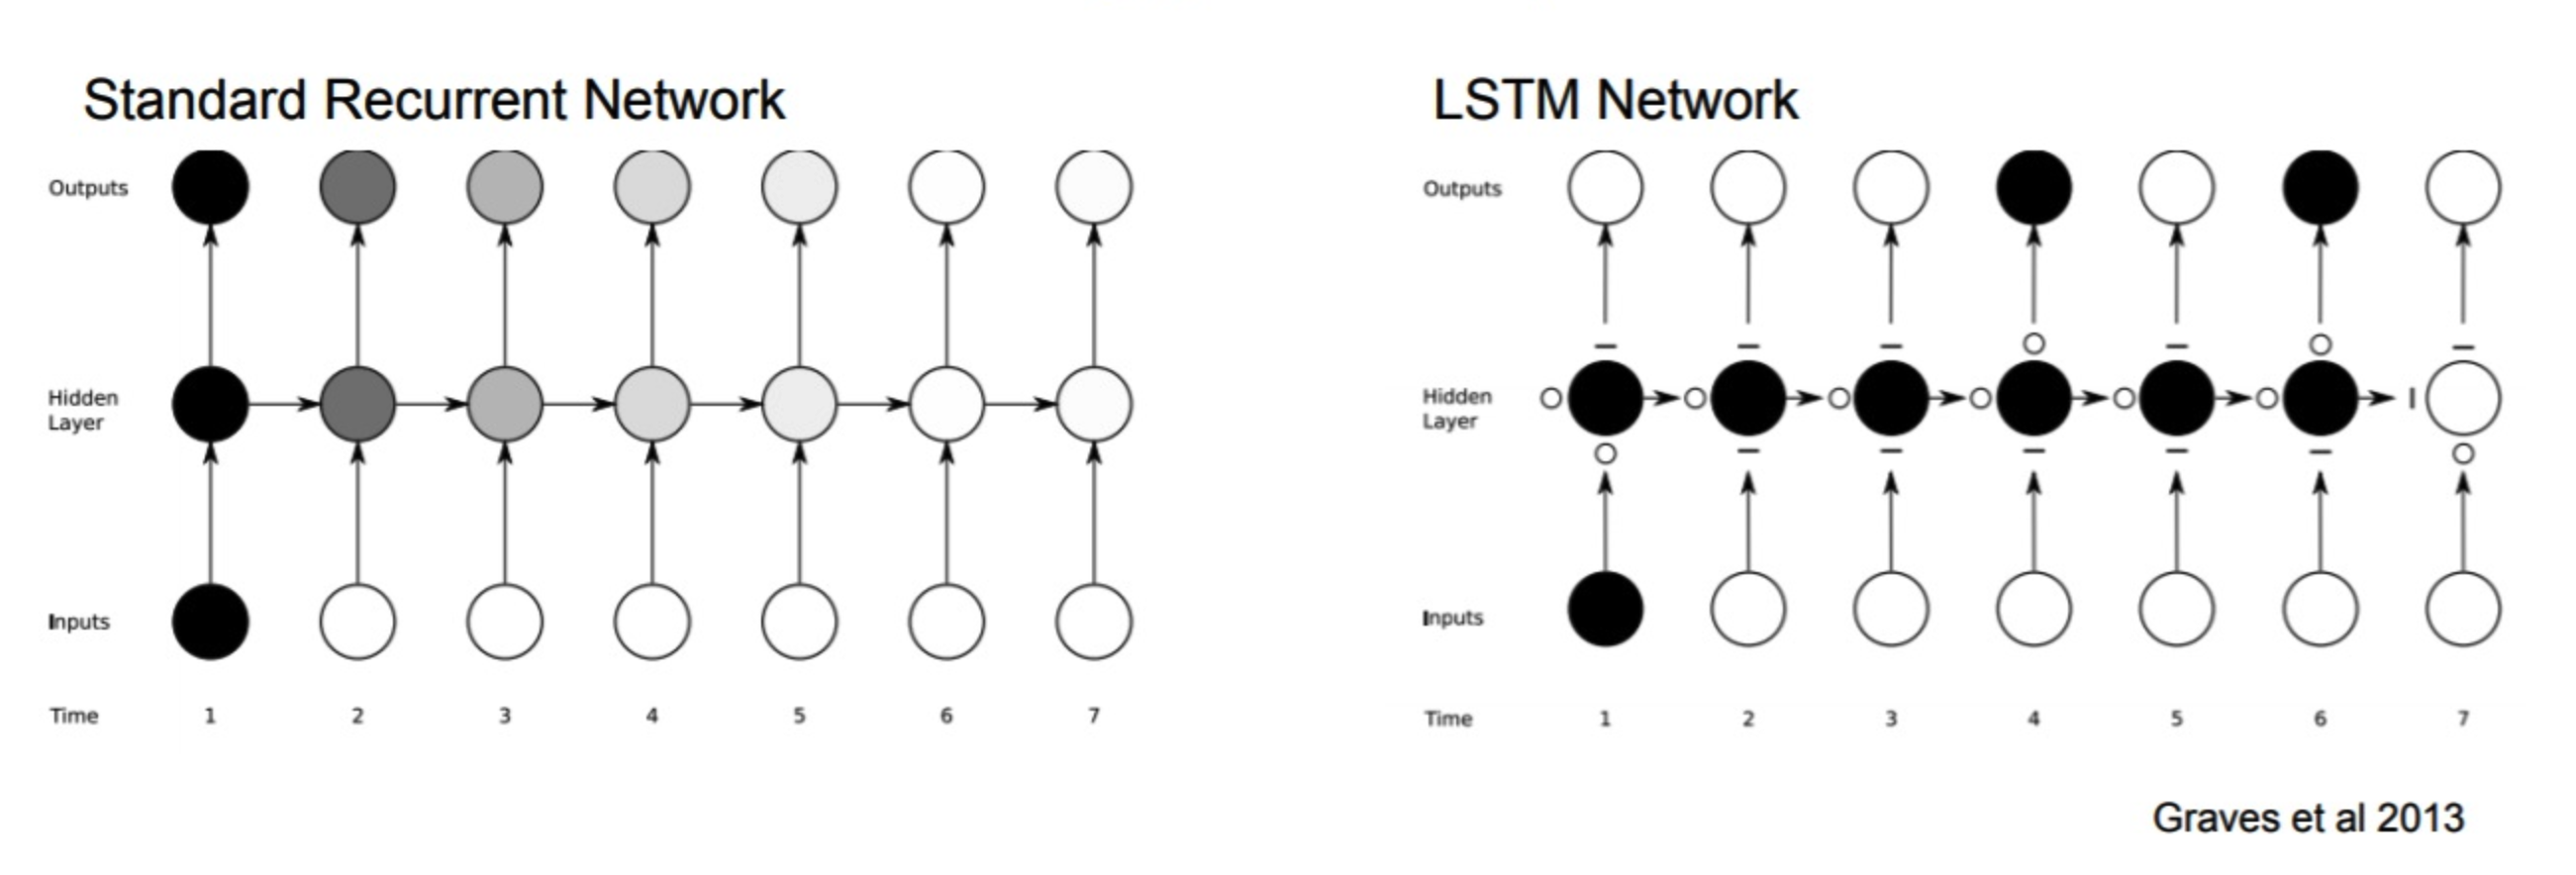 Standard Recurrent Network
Outputs
Hidden
Layer
Inputs
Time 1 2 3 4 5 6 7
LSTM Network
Outputs
Hidden
Layer
Inputs
Time 1 2 3 4 5 6 7
Graves et al 2013